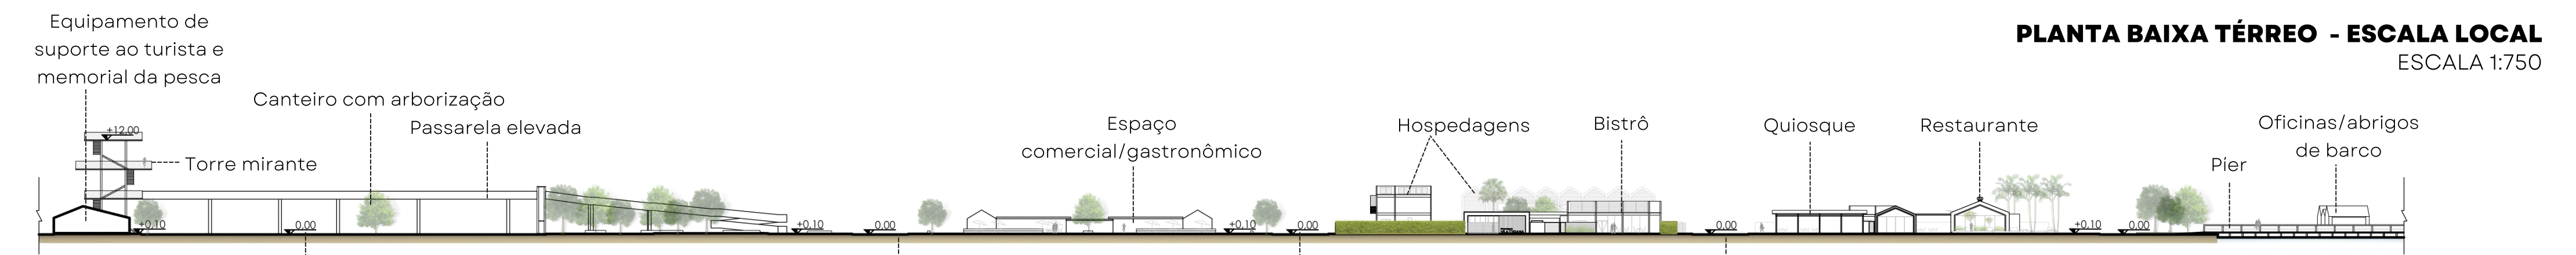 Equipamento de
suporte ao turista e
memorial da pesca
PLANTA BAIXA TÉRREO - ESCALA LOCAL
ESCALA 1:750
Canteiro com arborização
Passarela elevada
Torre mirante
Espaço
comercial/gastronômico
Hospedagens
Bistrô
Quiosque
Restaurante
Píer
Oficinas/abrigos
de barco
+12,00
+0,10
0,00
+0,10
0,00
+0,10
0,00
0,00
+0,10
0,00